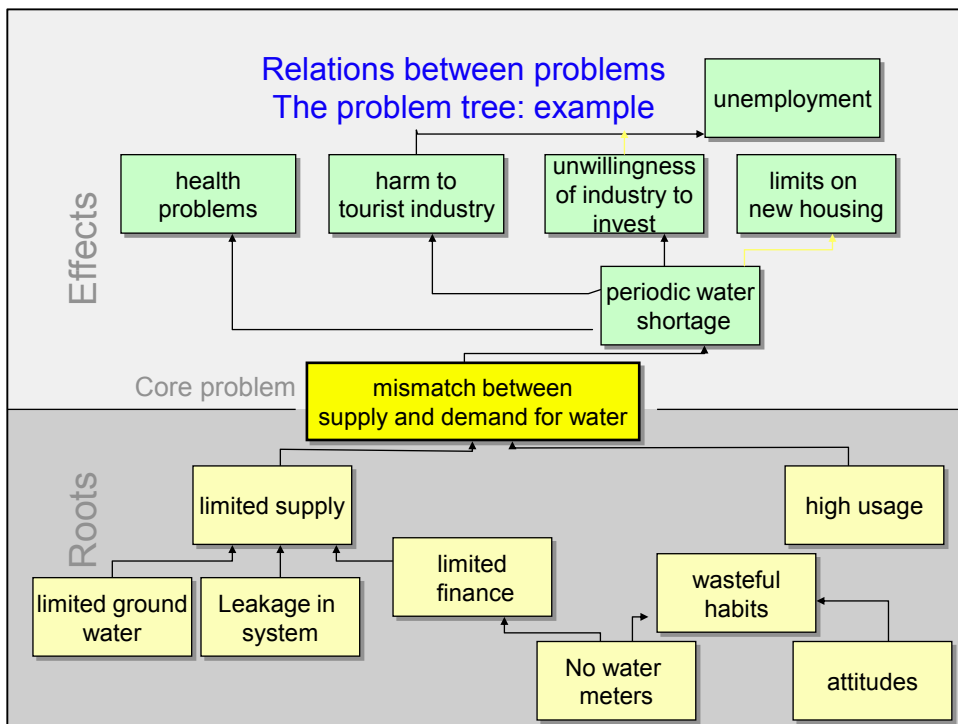 Relations between problems
The problem tree: example
unemployment
health
problems
harm to
tourist industry
unwillingness
of industry to
invest
limits on
new housing
Effects
periodic water
shortage
Core problem
mismatch between
supply and demand for water
Roots
limited supply
high usage
limited ground
water
Leakage in
system
limited
finance
wasteful
habits
No water
meters
attitudes